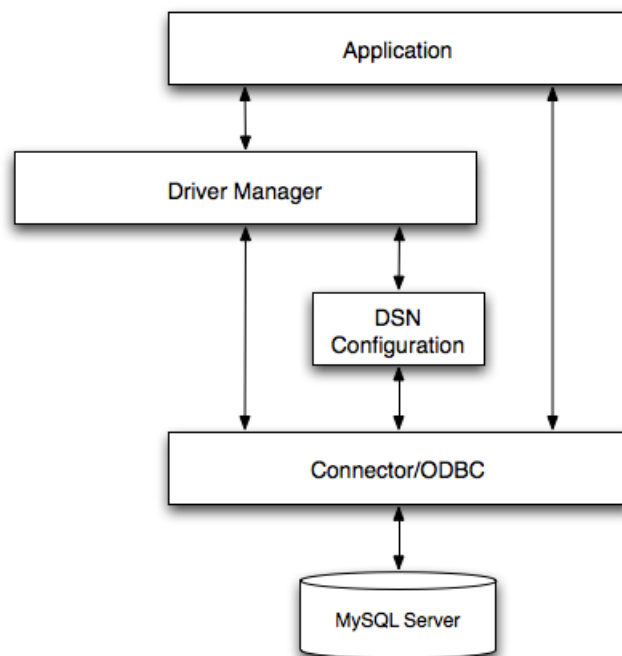 Application
Driver Manager
DSN
Configuration
Connector/ODBC
MySQL Server